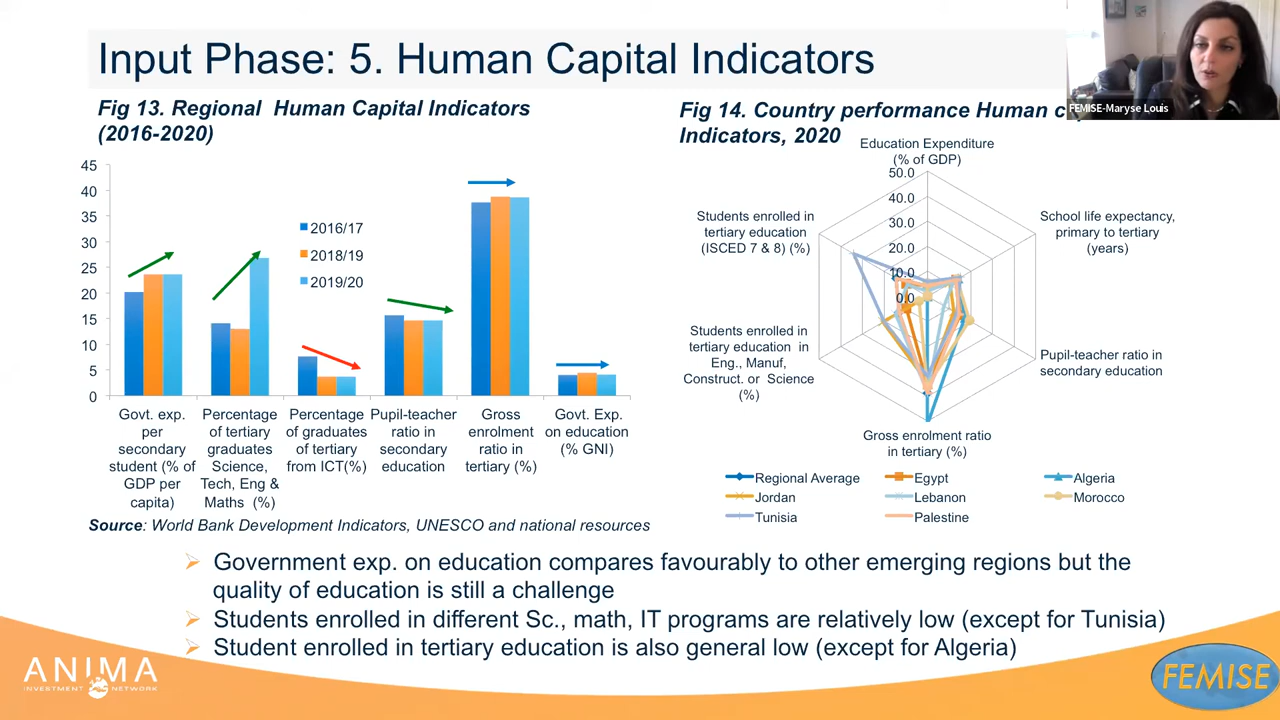 Input Phase: 5. Human Capital Indicators
FEMISE-Maryse Louis
Fig 13. Regional Human Capital Indicators
(2016-2020)
45
40
35
30
25
20
15
10
5
0
2016/17
2018/19
2019/20
Govt. exp.
per
secondary
student (% of
GDP per
capita)
Percentage
of tertiary
graduates
Science,
Tech, Eng &
Maths (%)
Percentage
of graduates
of tertiary
from ICT(%)
Pupil-teacher
ratio in
secondary
education
Gross
enrolment
ratio in
tertiary (%)
Govt. Exp.
on education
(% GNI)
Source: World Bank Development Indicators, UNESCO and national resources
Fig 14. Country performance Human
Indicators, 2020
Education Expenditure
(% of GDP)
50.0
40.0
30.0
20.0
10.0
0.0
School life expectancy,
primary to tertiary
(years)
Pupil-teacher ratio in
secondary education
Gross enrolment ratio
in tertiary (%)
Students enrolled in
tertiary education in
Eng., Manuf,
Construct. or Science
(%)
Students enrolled in
tertiary education
(ISCED 7 & 8) (%)
Regional Average
Egypt
Algeria
Jordan
Lebanon
Morocco
Tunisia
Palestine
Government exp. on education compares favourably to other emerging regions but the
quality of education is still a challenge
Students enrolled in different Sc., math, IT programs are relatively low (except for Tunisia)
Student enrolled in tertiary education is also general low (except for Algeria)
ANIMA
INVESTMENT NETWORK
FEMISE